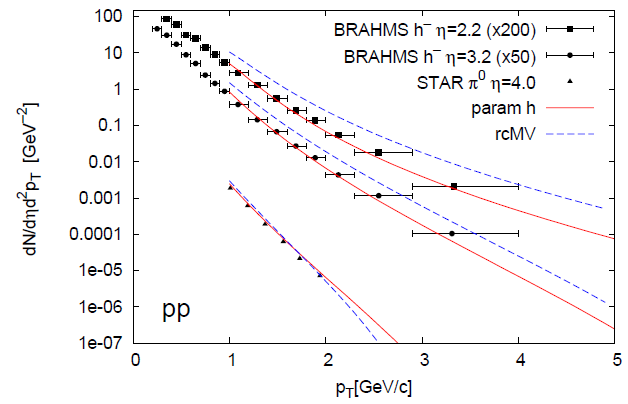 100
10
1
0.1
0.01
0.001
0.0001
1e-05
1e-06
1e-07
dN/dηd²p_T [GeV⁻²]
BRAHMS h⁻ η=2.2 (x200)
BRAHMS h⁻ η=3.2 (x50)
STAR π⁰ η=4.0
param h
rcMV
pp
0 1 2 3 4 5
p_T[GeV/c]